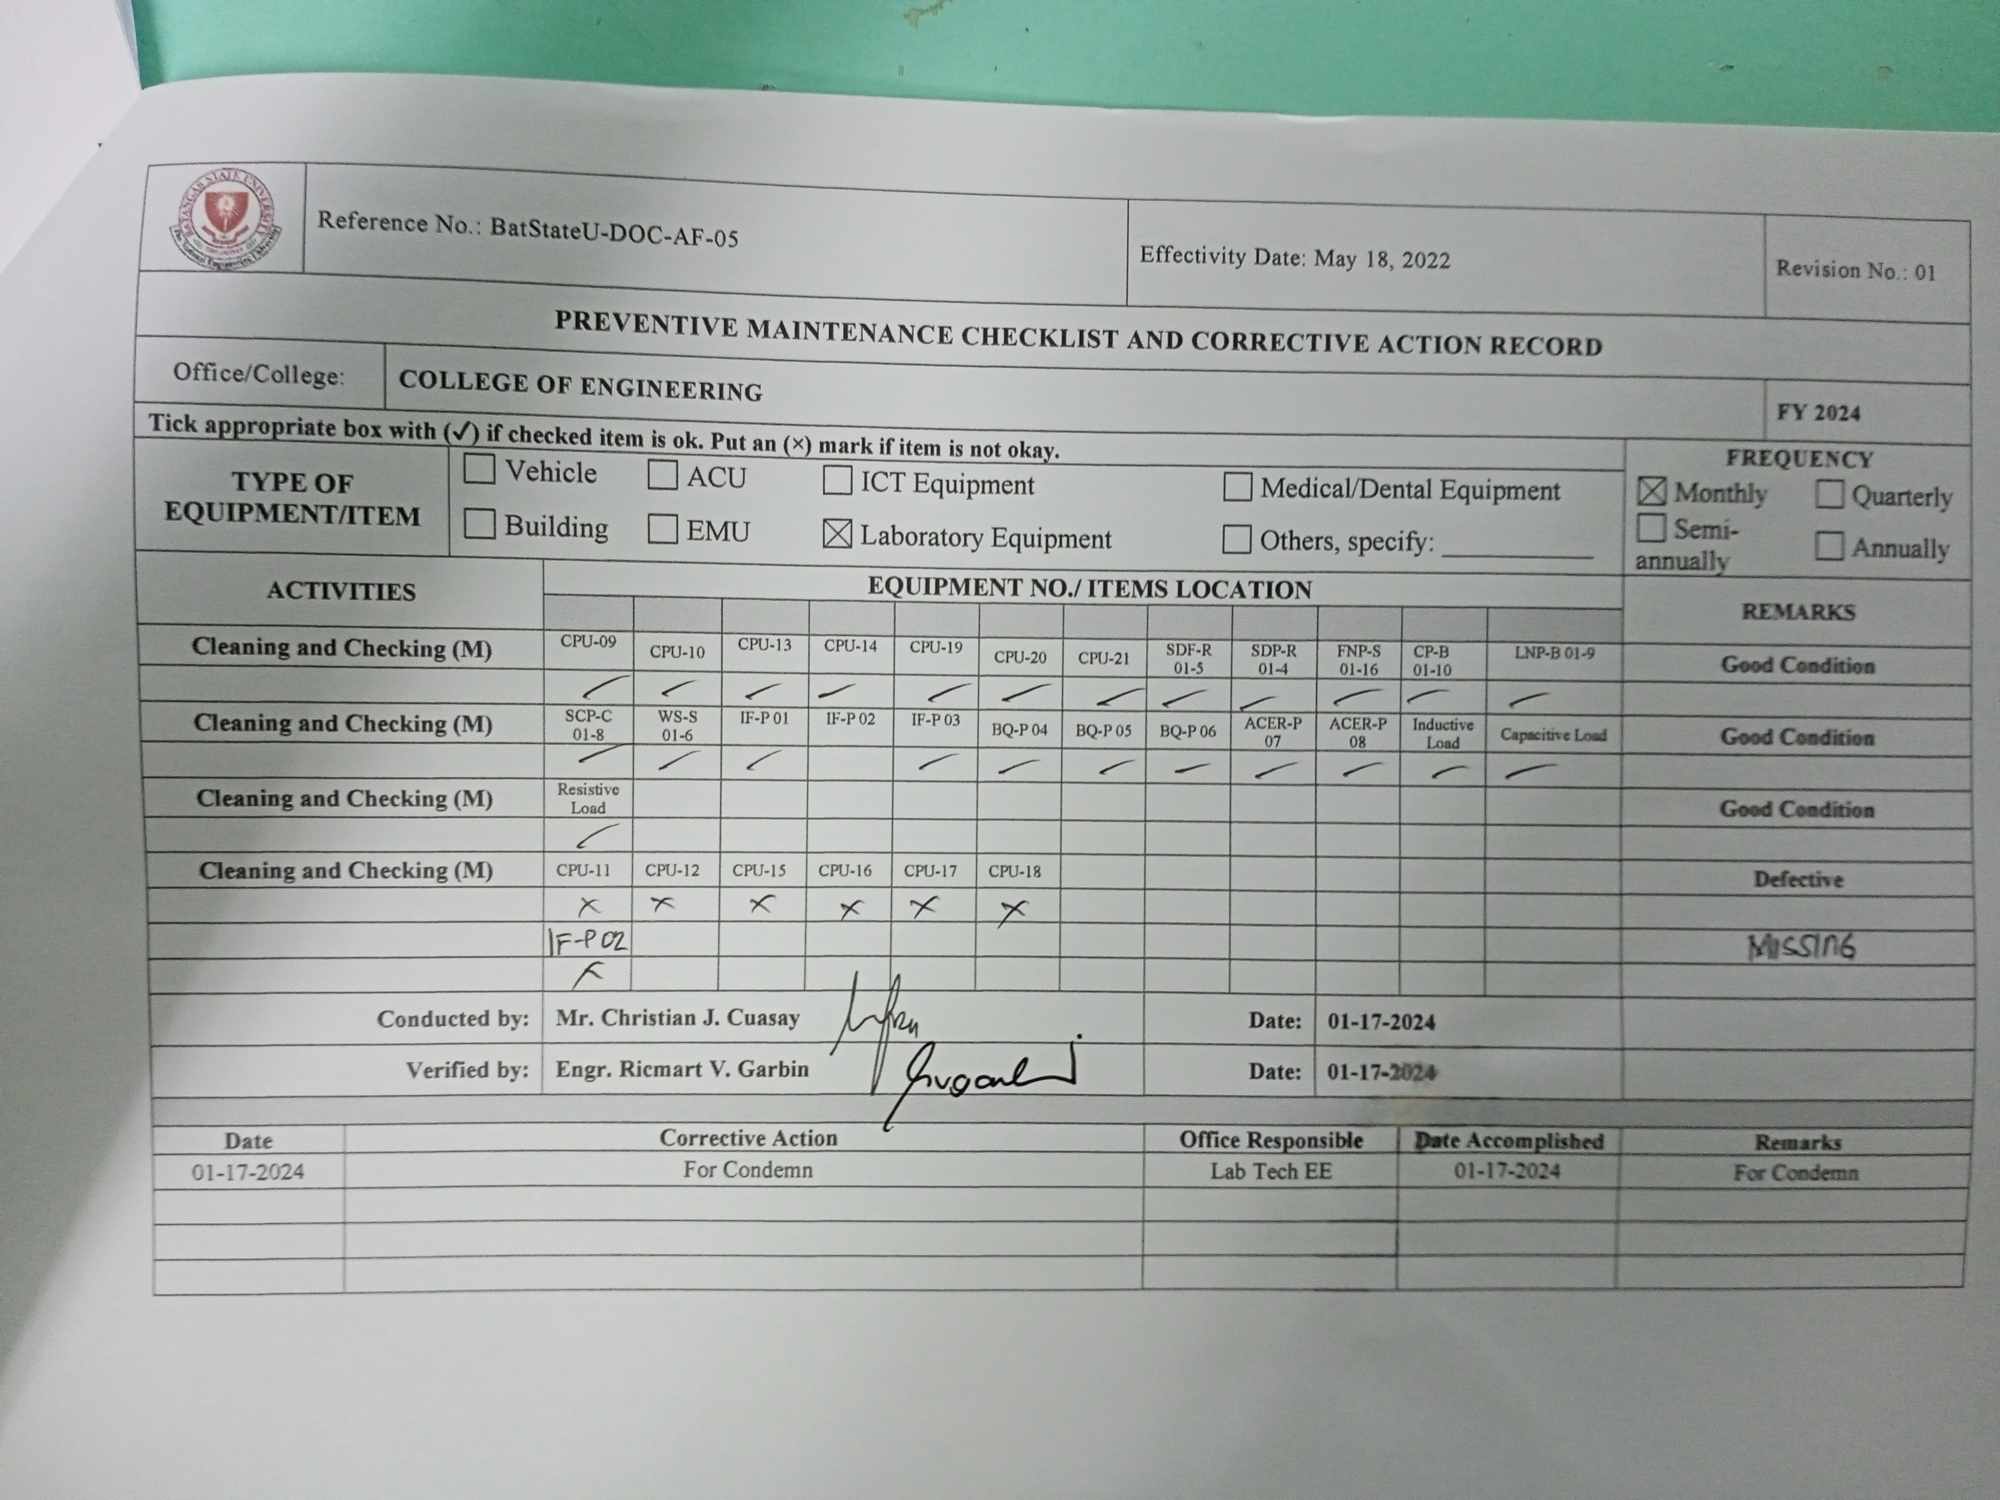 BATANGAS STATE UNIVERSITY
The National Engineering University
Reference No.: BatStateU-DOC-AF-05
Effectivity Date: May 18, 2022
Revision No.: 01
PREVENTIVE MAINTENANCE CHECKLIST AND CORRECTIVE ACTION RECORD
Office/College: COLLEGE OF ENGINEERING FY 2024
Tick appropriate box with (✓) if checked item is ok. Put an (×) mark if item is not okay.
TYPE OF EQUIPMENT/ITEM
☐ Vehicle ☐ ACU ☐ ICT Equipment ☐ Medical/Dental Equipment
☐ Building ☐ EMU ☒ Laboratory Equipment ☐ Others, specify: ____________
FREQUENCY
☒ Monthly ☐ Quarterly
☐ Semi-annually ☐ Annually
ACTIVITIES EQUIPMENT NO./ ITEMS LOCATION REMARKS
Cleaning and Checking (M) CPU-09 CPU-10 CPU-13 CPU-14 CPU-19 CPU-20 CPU-21 SDF-R 01-5 SDP-R 01-4 FNP-S 01-16 CP-B 01-10 LNP-B 01-9 Good Condition
✓ ✓ ✓ ✓ ✓ ✓ ✓ ✓ ✓ ✓ ✓ ✓
Cleaning and Checking (M) SCP-C 01-8 WS-S 01-6 IF-P 01 IF-P 02 IF-P 03 BQ-P 04 BQ-P 05 BQ-P 06 ACER-P 07 ACER-P 08 Inductive Load Capacitive Load Good Condition
✓ ✓ ✓ ✓ ✓ ✓ ✓ ✓ ✓ ✓ ✓
Cleaning and Checking (M) Resistive Load Good Condition
✓
Cleaning and Checking (M) CPU-11 CPU-12 CPU-15 CPU-16 CPU-17 CPU-18 Defective
× × × × × ×
IF-P 02 MISSING
×
Conducted by: Mr. Christian J. Cuasay Date: 01-17-2024
Verified by: Engr. Ricmart V. Garbin Date: 01-17-2024
Date Corrective Action Office Responsible Date Accomplished Remarks
01-17-2024 For Condemn Lab Tech EE 01-17-2024 For Condemn